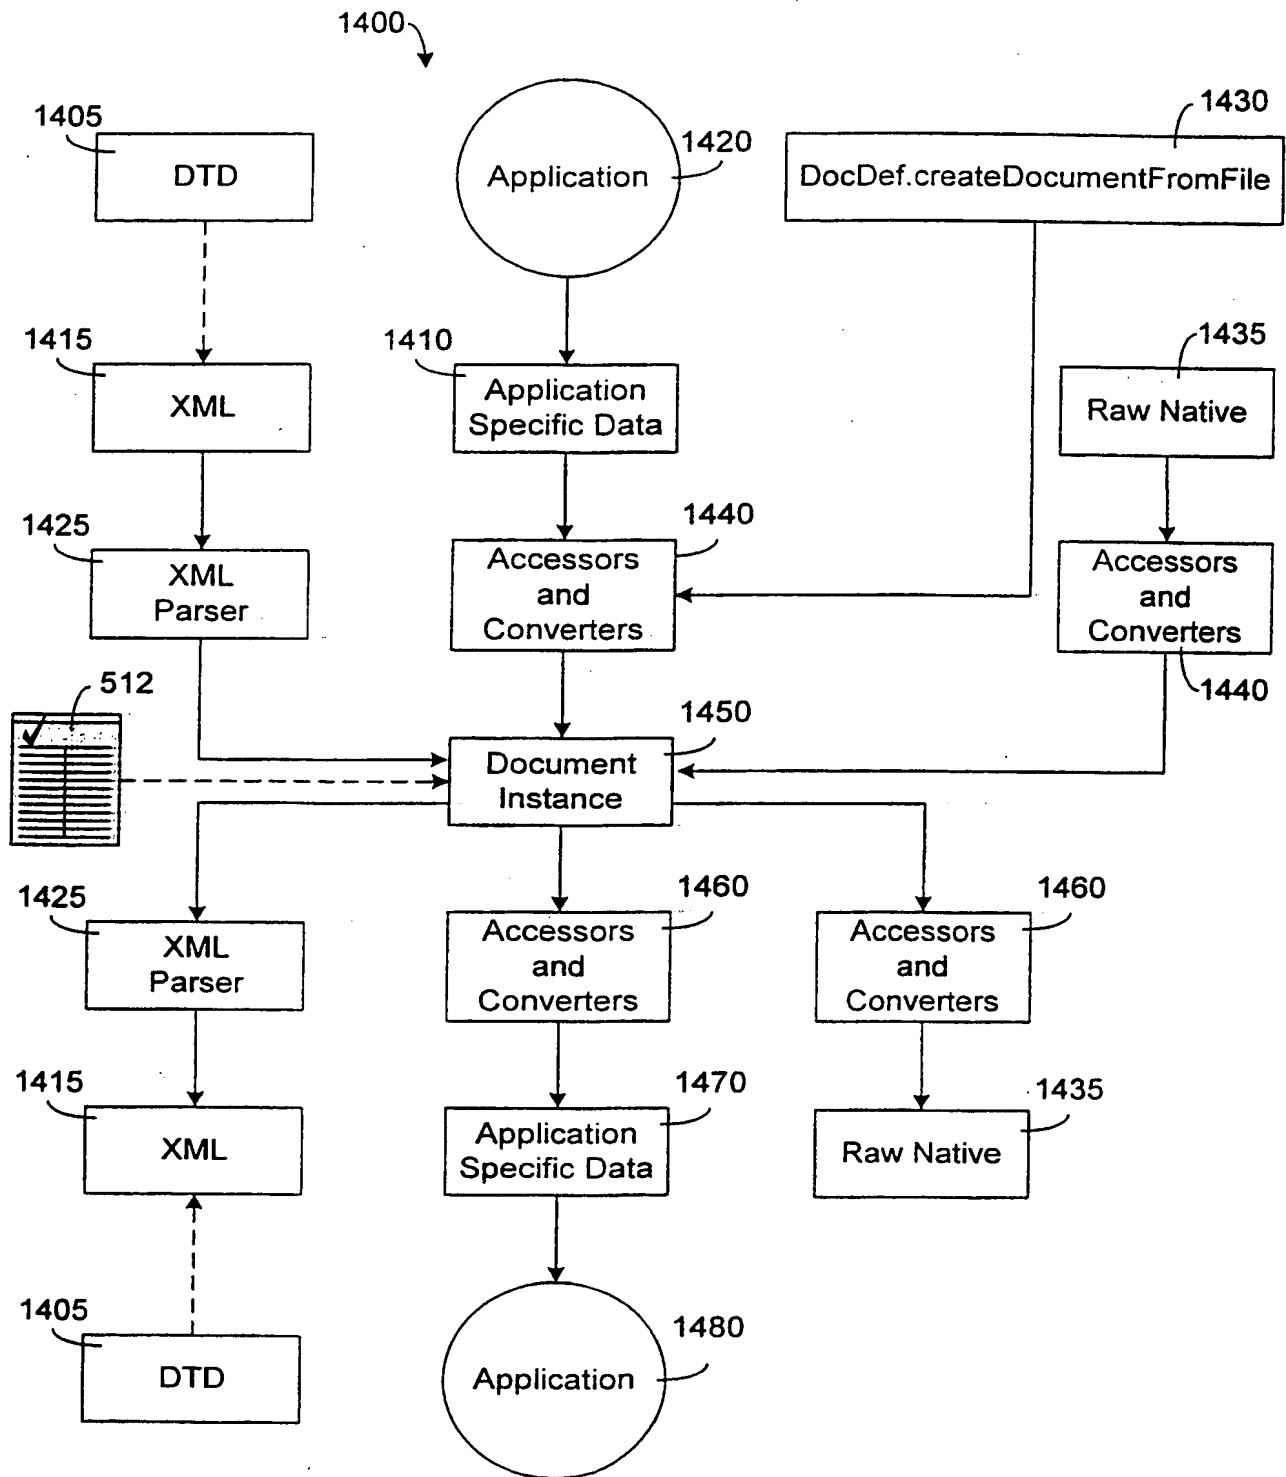 1400
1405
DTD
Application
1420
1430
DocDef.createDocumentFromFile
1415
XML
1410
Application
Specific Data
1435
Raw Native
1425
XML
Parser
1440
Accessors
and
Converters
Accessors
and
Converters
1440
512
1450
Document
Instance
1425
XML
Parser
1460
Accessors
and
Converters
1460
Accessors
and
Converters
1415
XML
1470
Application
Specific Data
1435
Raw Native
1405
DTD
1480
Application